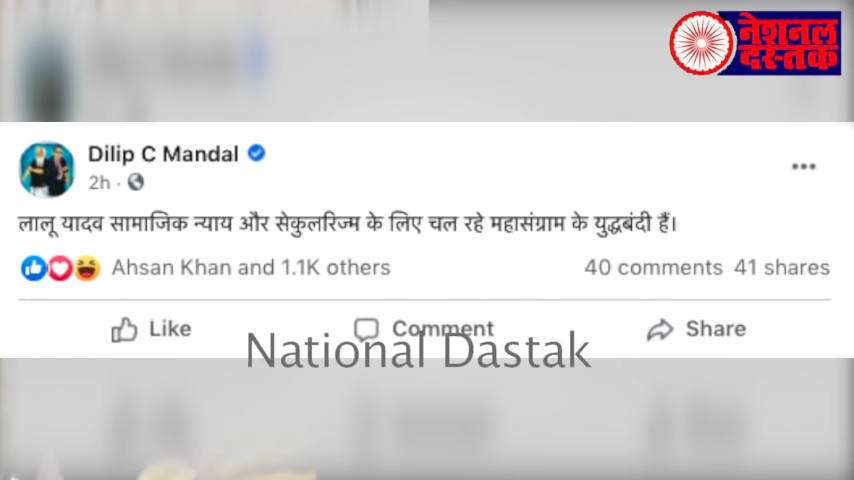 नेशनल
दस्तक
Dilip C Mandal
2h ·
लालू यादव सामाजिक न्याय और सेकुलरिज्म के लिए चल रहे महासंग्राम के युद्धबंदी हैं।
Ahsan Khan and 1.1K others 40 comments 41 shares
Like Comment Share
National Dastak